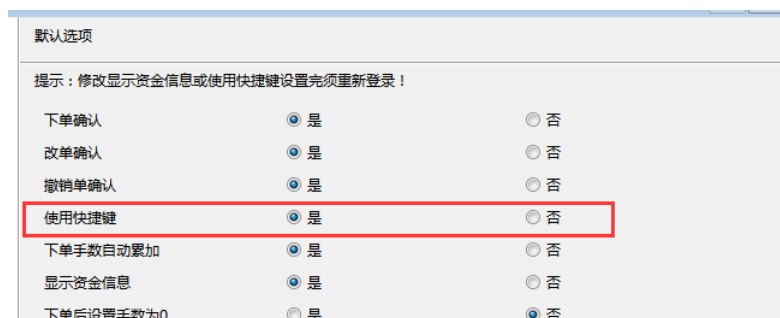 默认选项
提示：修改显示资金信息或使用快捷键设置完须重新登录！
下单确认 是 否
改单确认 是 否
撤销单确认 是 否
使用快捷键 是 否
下单手数自动累加 是 否
显示资金信息 是 否
下单后设置手数为0 是 否